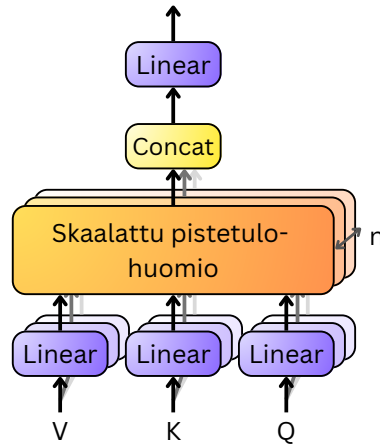 Linear
Concat
Skaalattu pistetulo-
huomio
n
Linear Linear Linear
V K Q